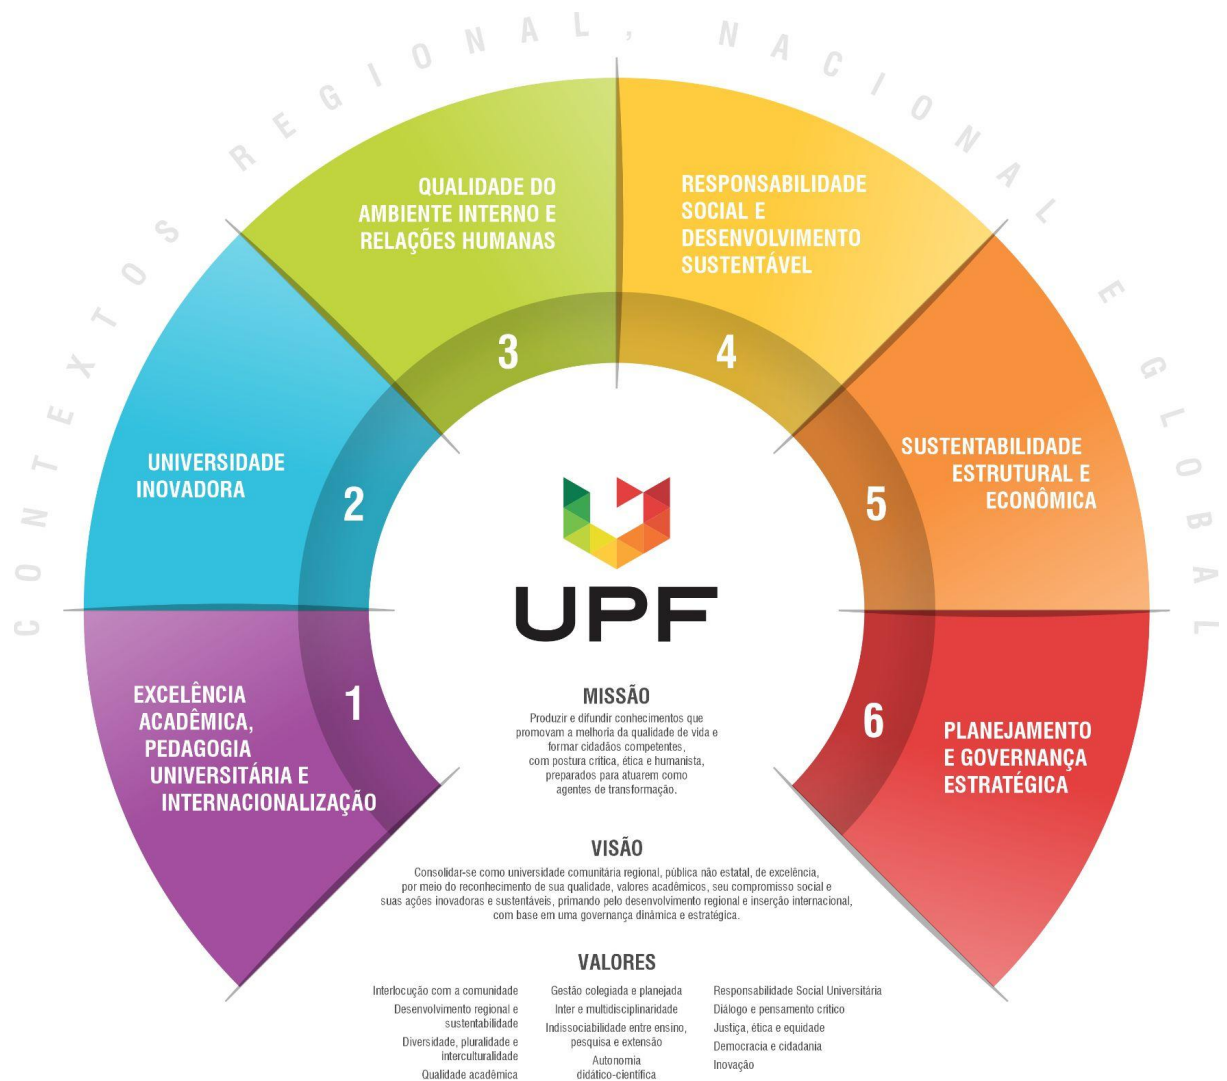 CONTEXTOS REGIONAL, NACIONAL E GLOBAL
EXCELÊNCIA
ACADÊMICA,
PEDAGOGIA
UNIVERSITÁRIA E
INTERNACIONALIZAÇÃO
1
UNIVERSIDADE
INOVADORA
2
QUALIDADE DO
AMBIENTE INTERNO E
RELAÇÕES HUMANAS
3
RESPONSABILIDADE
SOCIAL E
DESENVOLVIMENTO
SUSTENTÁVEL
4
SUSTENTABILIDADE
ESTRUTURAL E
ECONÔMICA
5
PLANEJAMENTO
E GOVERNANÇA
ESTRATÉGICA
6
UPF
MISSÃO
Produzir e difundir conhecimentos que
promovam a melhoria da qualidade de vida e
formar cidadãos competentes,
com postura crítica, ética e humanista,
preparados para atuarem como
agentes de transformação.
VISÃO
Consolidar-se como universidade comunitária regional, pública não estatal, de excelência,
por meio do reconhecimento de sua qualidade, valores acadêmicos, seu compromisso social e
suas ações inovadoras e sustentáveis, primando pelo desenvolvimento regional e inserção internacional,
com base em uma governança dinâmica e estratégica.
VALORES
Interlocução com a comunidade
Desenvolvimento regional e
sustentabilidade
Diversidade, pluralidade e
interculturalidade
Qualidade acadêmica
Gestão colegiada e planejada
Inter e multidisciplinaridade
Indissociabilidade entre ensino,
pesquisa e extensão
Autonomia
didático-científica
Responsabilidade Social Universitária
Diálogo e pensamento crítico
Justiça, ética e equidade
Democracia e cidadania
Inovação